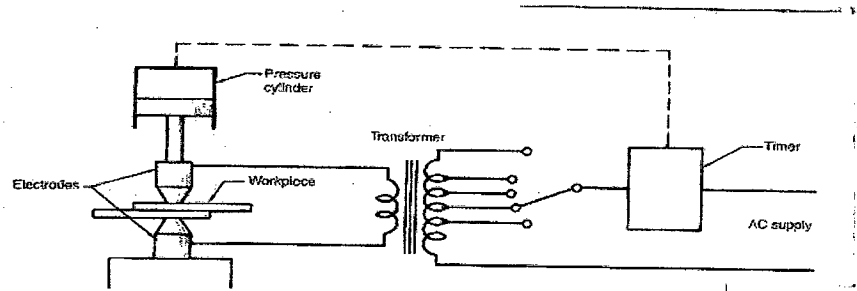 Pressure
cylinder
Transformer
Timer
Electrodes
Workpiece
AC supply